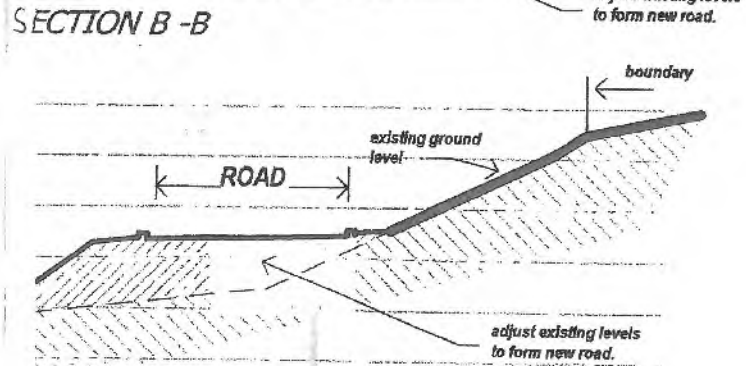 SECTION B -B
to form new road.
boundary
existing ground
level
ROAD
adjust existing levels
to form new road.